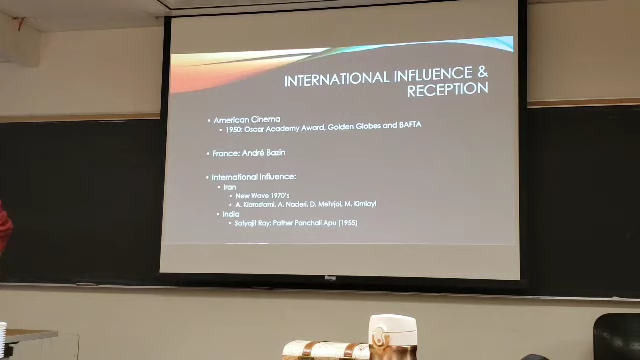 INTERNATIONAL INFLUENCE &
RECEPTION
• American Cinema
• 1950: Oscar Academy Award, Golden Globes and BAFTA
• France: André Bazin
• International Influence:
• Iran
• New Wave 1970's
• A. Kiarostami, A. Naderi, D. Mehrjoi, M. Kimiayi
• India
• Satyajit Ray: Pather Panchali Apu (1955)